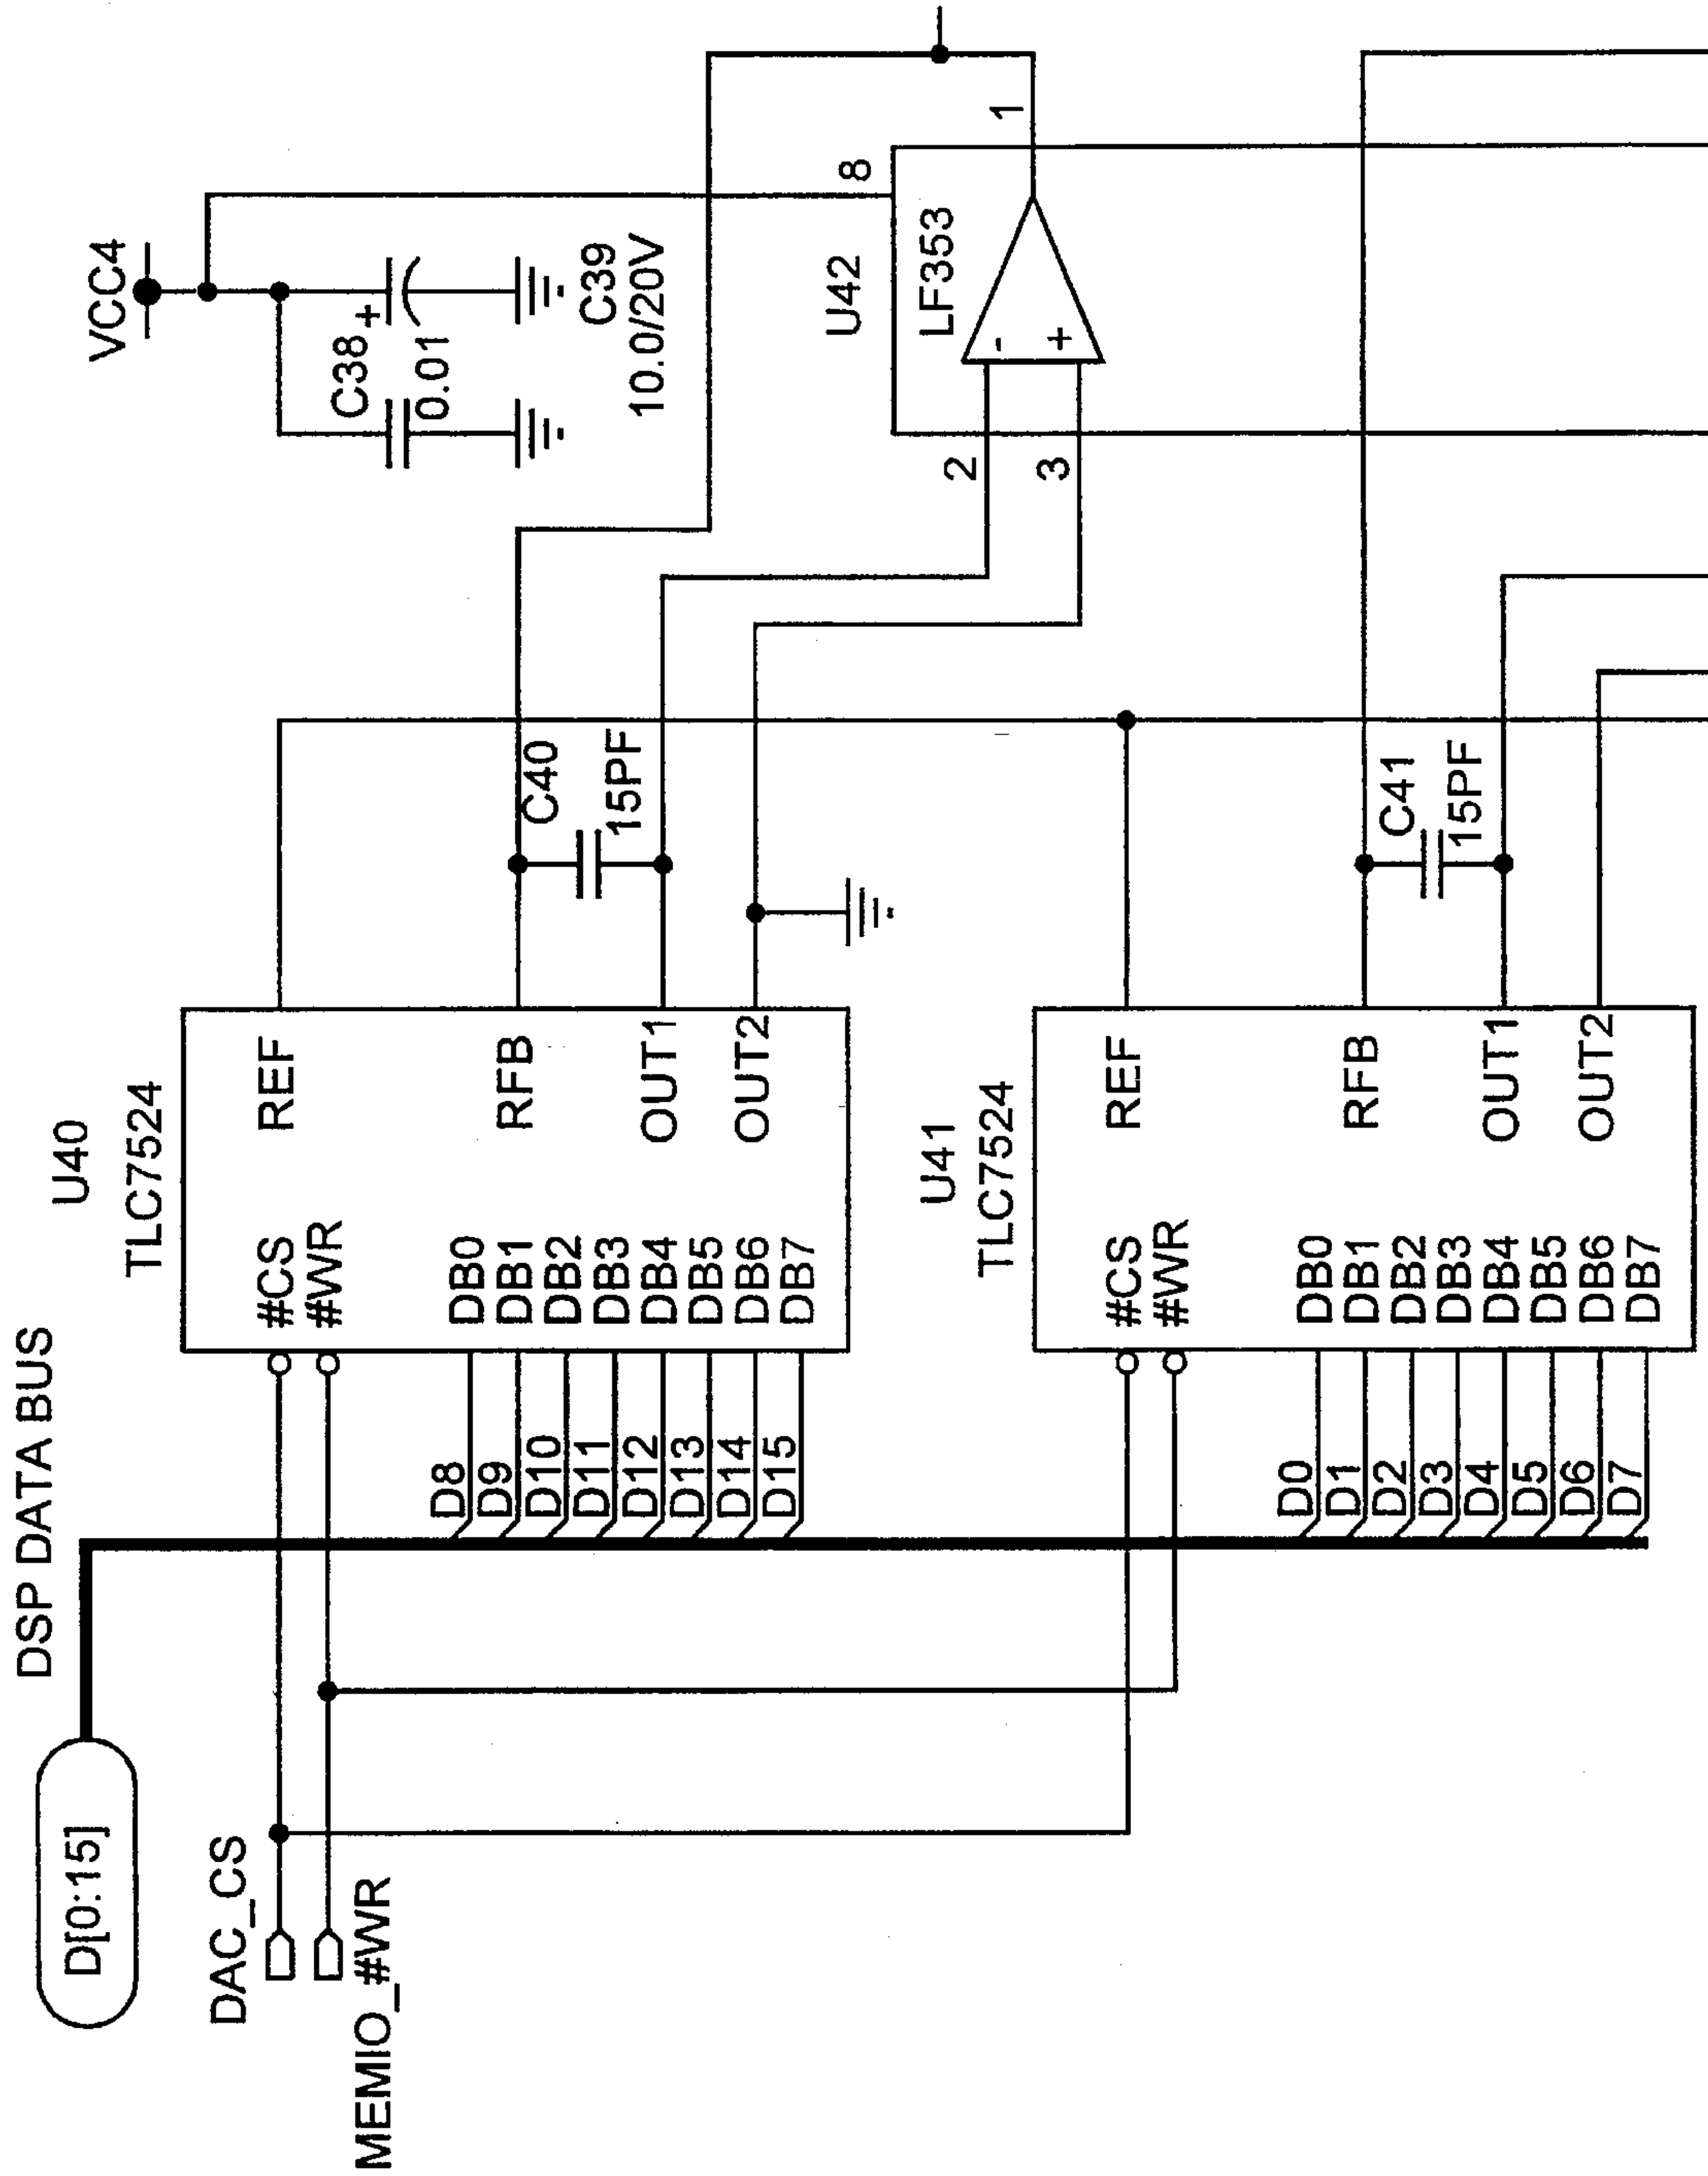 DSP DATA BUS
D[0:15]
DAC_CS
MEMIO_#WR
U40
TLC7524
#CS
#WR
REF
RFB
OUT1
OUT2
DB0
DB1
DB2
DB3
DB4
DB5
DB6
DB7
D8
D9
D10
D11
D12
D13
D14
D15
C40
15PF
VCC4
C38
0.01
+
C39
10.0/20V
U42
LF353
8
2
3
1
-
+
U41
TLC7524
#CS
#WR
REF
RFB
OUT1
OUT2
DB0
DB1
DB2
DB3
DB4
DB5
DB6
DB7
D0
D1
D2
D3
D4
D5
D6
D7
C41
15PF